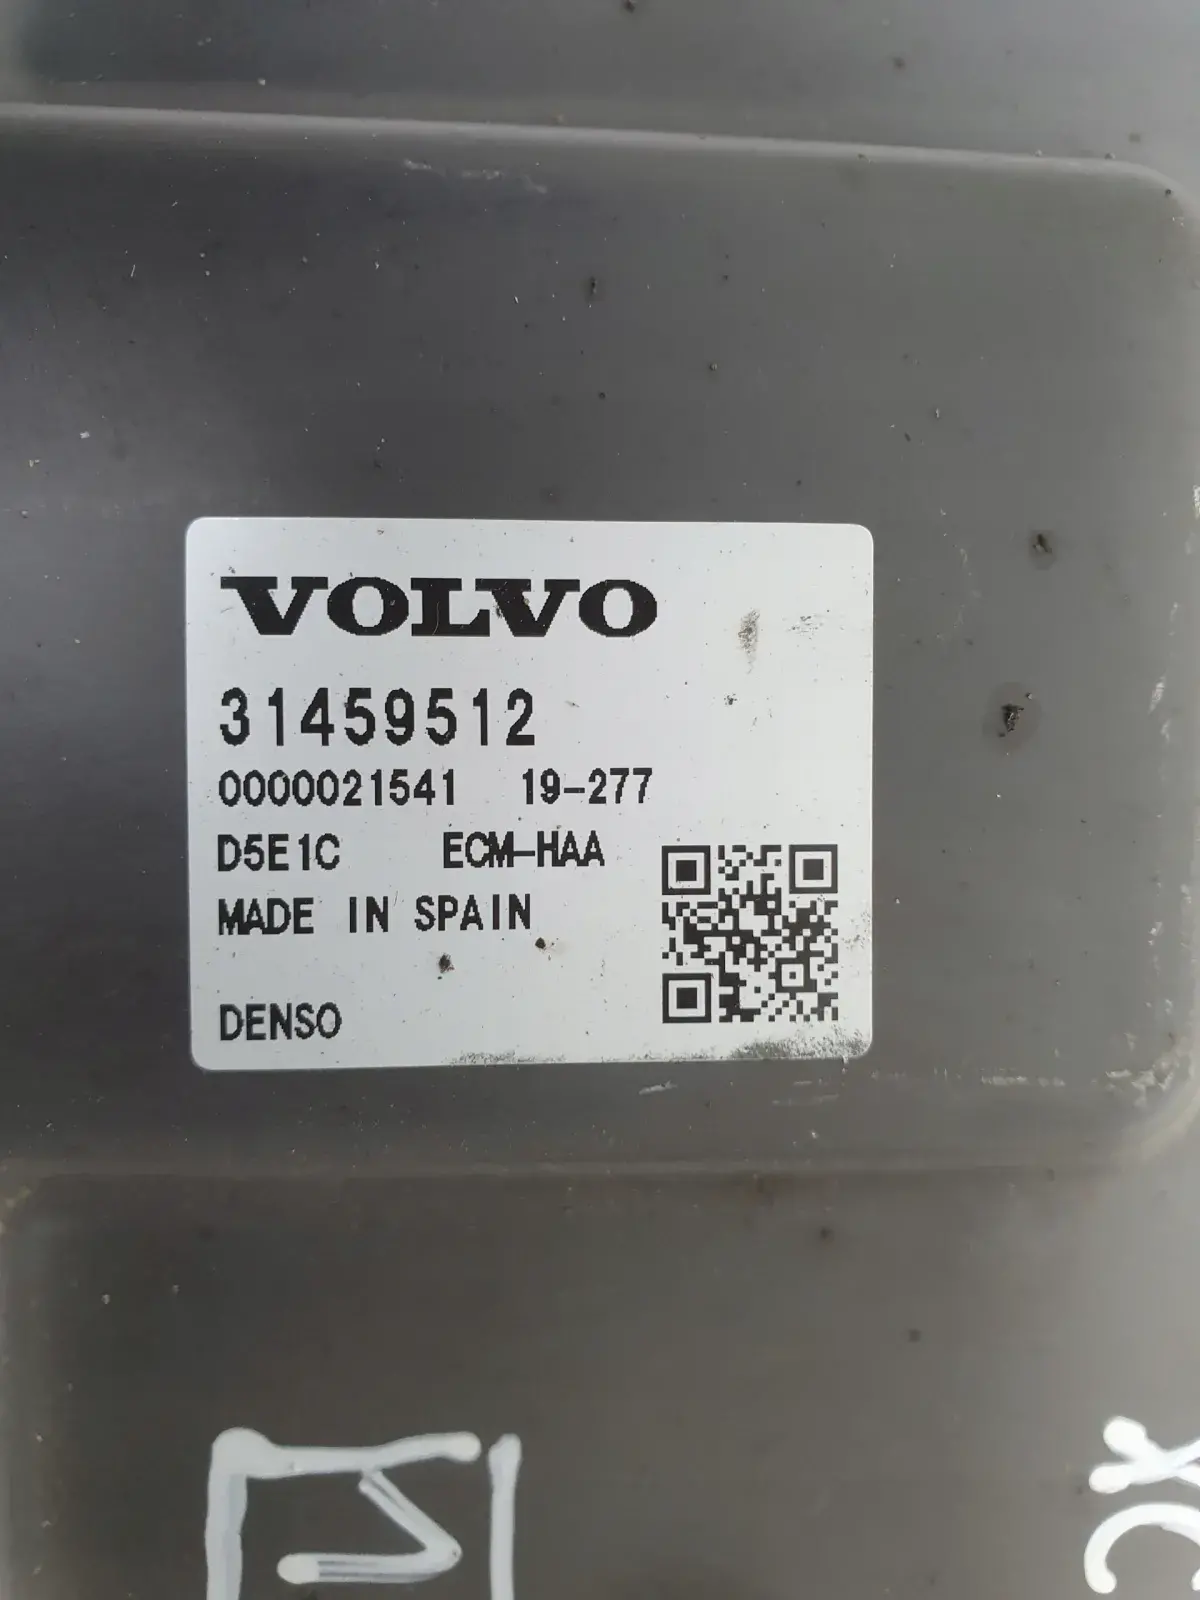 VOLVO
31459512
0000021541 19-277
D5E1C ECM-HAA
MADE IN SPAIN
DENSO